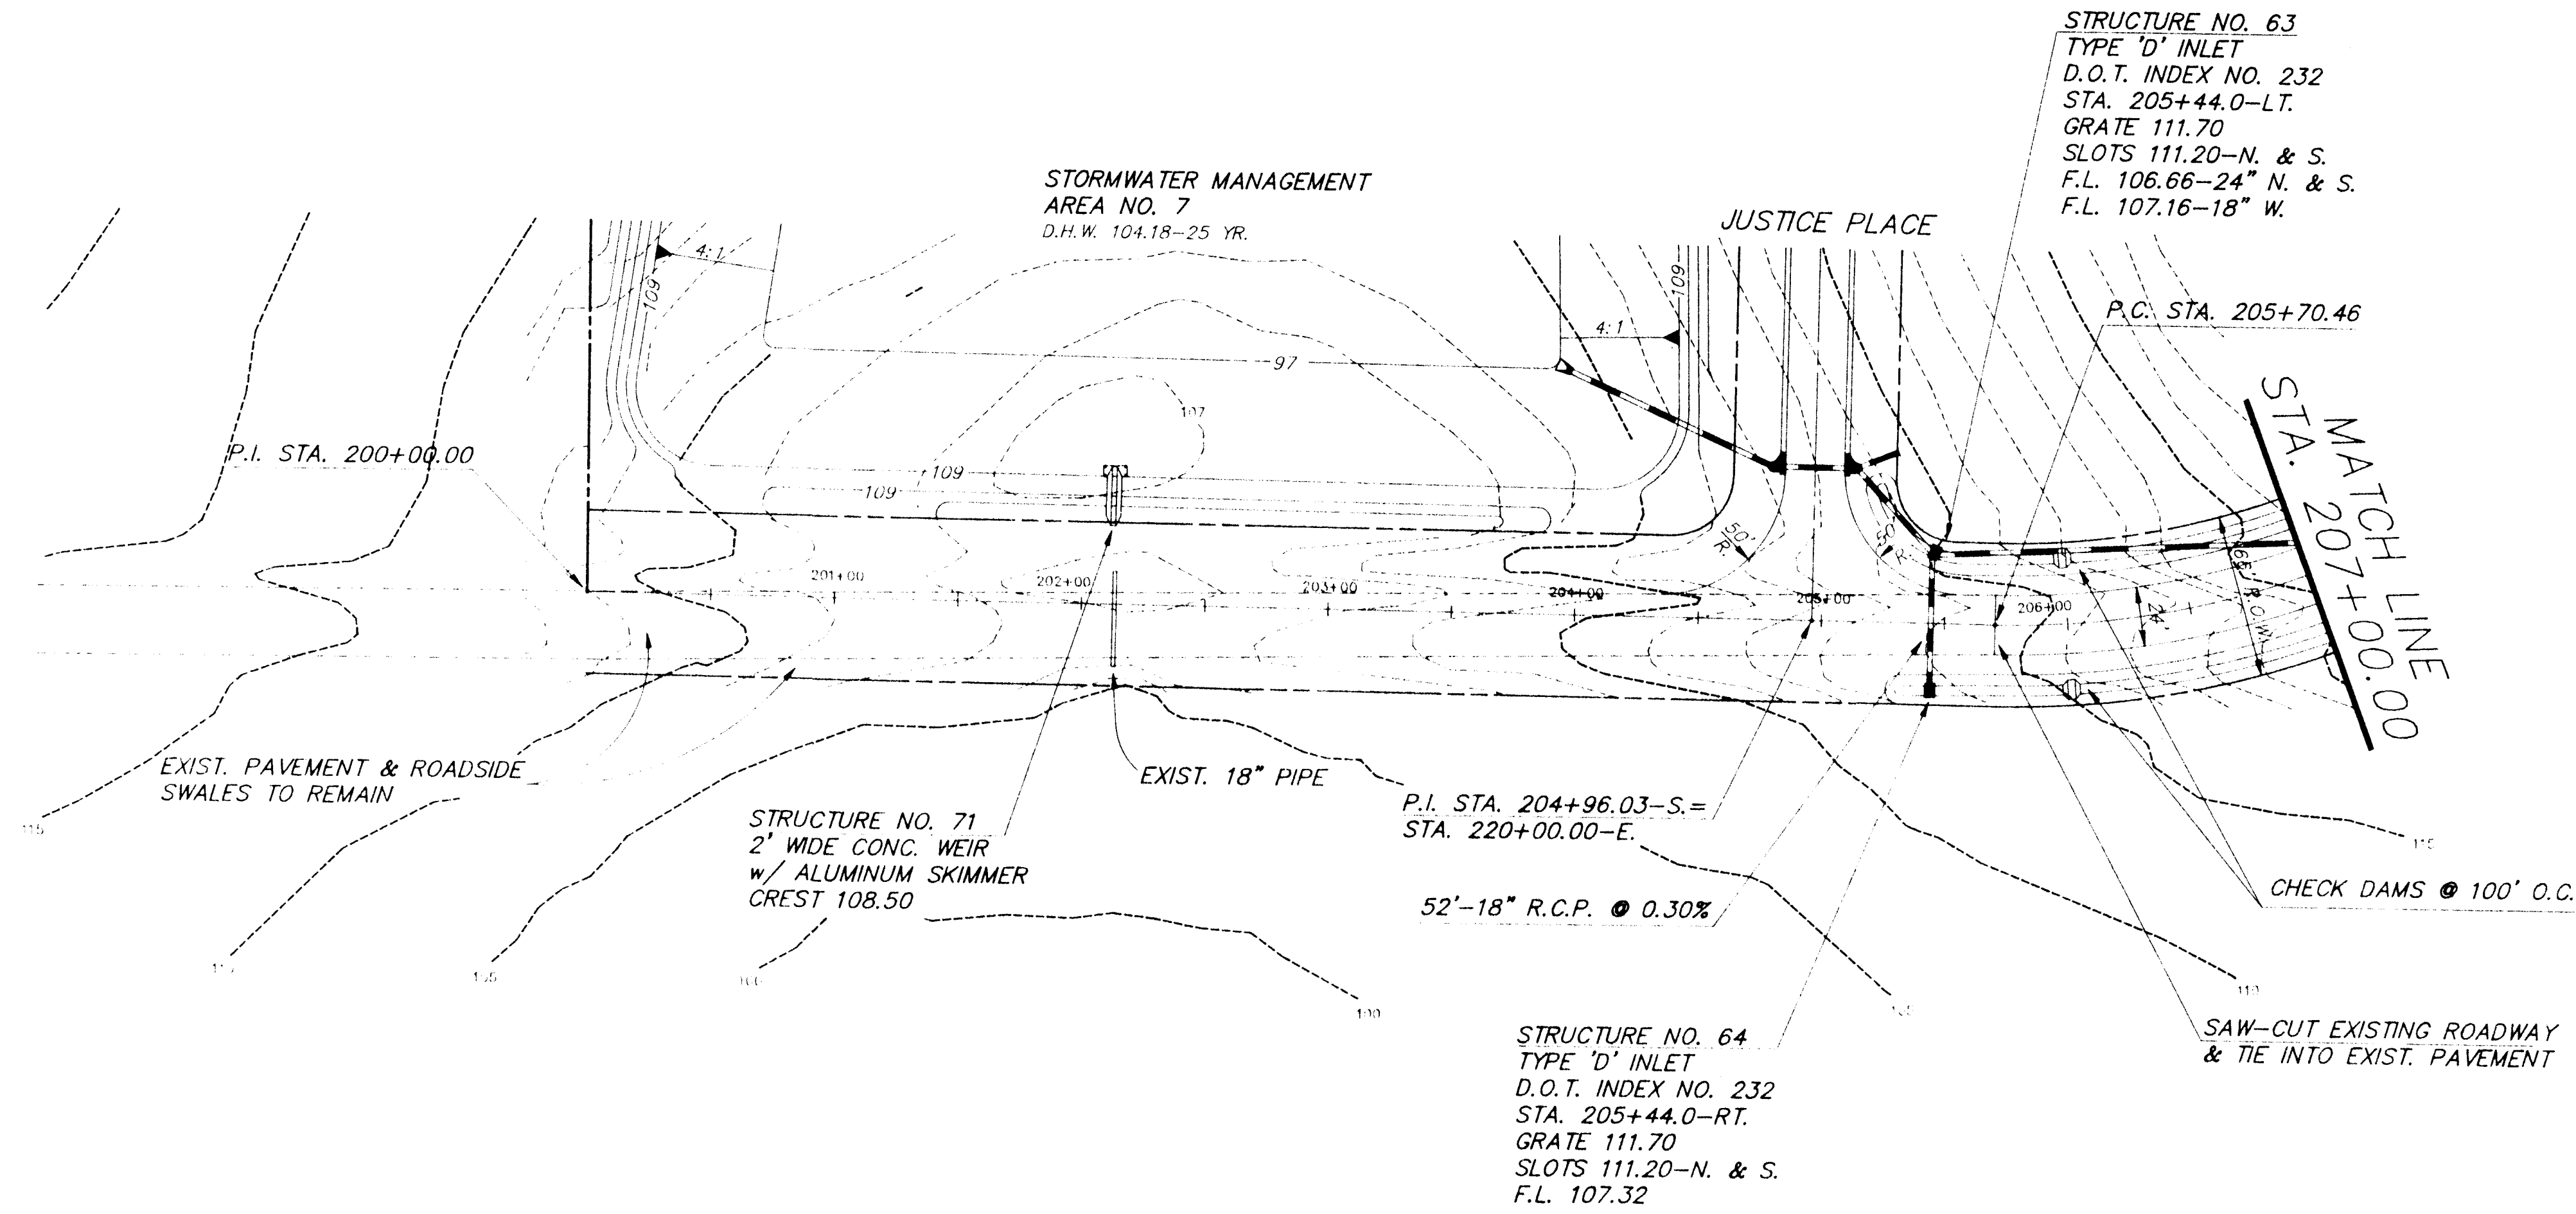 STRUCTURE NO. 63
TYPE 'D' INLET
D.O.T. INDEX NO. 232
STA. 205+44.0-LT.
GRATE 111.70
SLOTS 111.20-N. & S.
F.L. 106.66-24" N. & S.
F.L. 107.16-18" W.
STORMWATER MANAGEMENT
AREA NO. 7
D.H.W. 104.18-25 YR.
JUSTICE PLACE
4:1
109
109
4:1
P.C. STA. 205+70.46
97
107
MATCH LINE
STA. 207+00.00
P.I. STA. 200+00.00
109
109
50'
R
50' R
201+00
202+00
203+00
204+00
205+00
206+00
24'
R.O.W.
EXIST. PAVEMENT & ROADSIDE
SWALES TO REMAIN
EXIST. 18" PIPE
STRUCTURE NO. 71
2' WIDE CONC. WEIR
w/ ALUMINUM SKIMMER
CREST 108.50
P.I. STA. 204+96.03-S.=
STA. 220+00.00-E.
52'-18" R.C.P. @ 0.30%
115
115
CHECK DAMS @ 100' O.C.
105
100
100
110
SAW-CUT EXISTING ROADWAY
& TIE INTO EXIST. PAVEMENT
STRUCTURE NO. 64
TYPE 'D' INLET
D.O.T. INDEX NO. 232
STA. 205+44.0-RT.
GRATE 111.70
SLOTS 111.20-N. & S.
F.L. 107.32